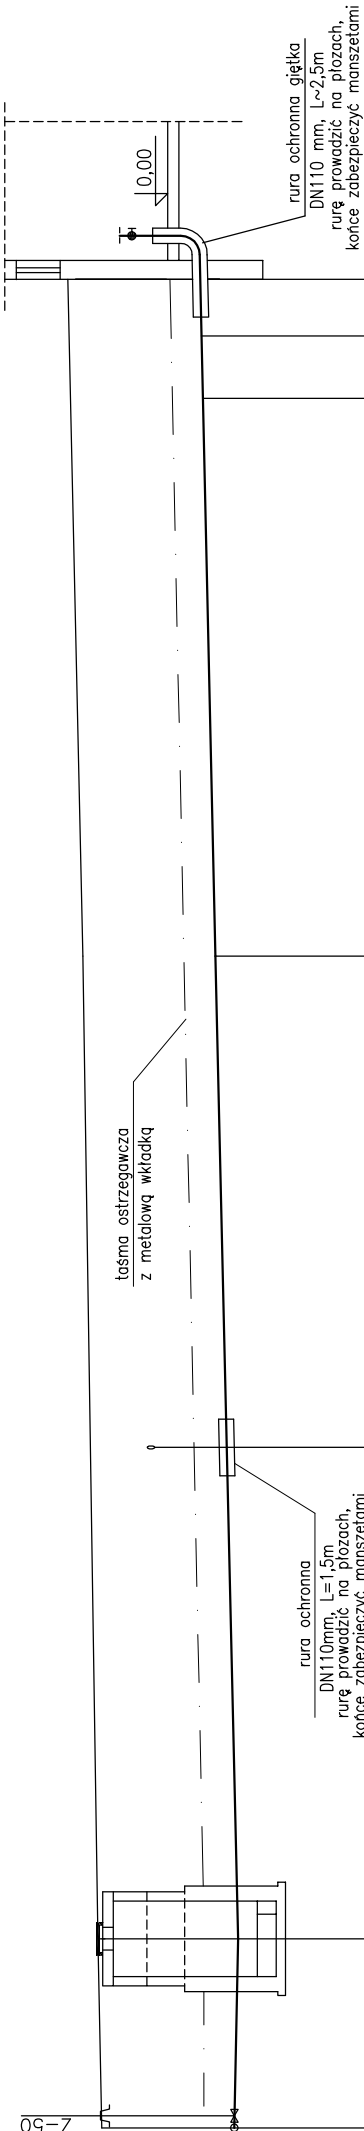 rura ochronna giętka
DN110 mm, L~2,5m
rurę prowadzić na płozach,
końce zabezpieczyć manszetami
0,00
taśma ostrzegawcza
z metalową wkładką
rura ochronna
DN110mm, L=1,5m
rurę prowadzić na płozach,
końce zabezpieczyć manszetami
Z-50